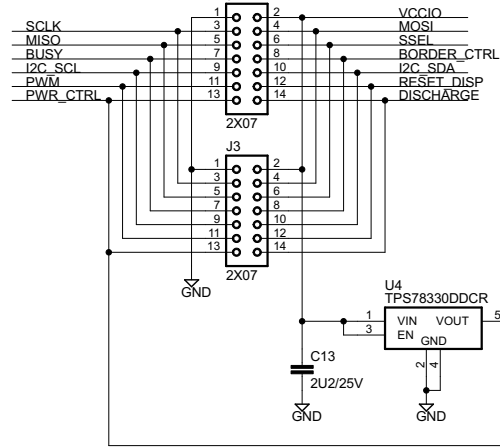 1 2 VCCIO
SCLK 3 4 MOSI
MISO 5 6 SSEL
BUSY 7 8 BORDER_CTRL
I2C_SCL 9 10 I2C_SDA
PWM 11 12 RESET_DISP
PWR_CTRL 13 14 DISCHARGE
2X07
J3
1 2
3 4
5 6
7 8
9 10
11 12
13 14
2X07
GND
U4
TPS78330DDCR
1 VIN VOUT 5
3 EN
GND
2 4
C13
2U2/25V
GND GND